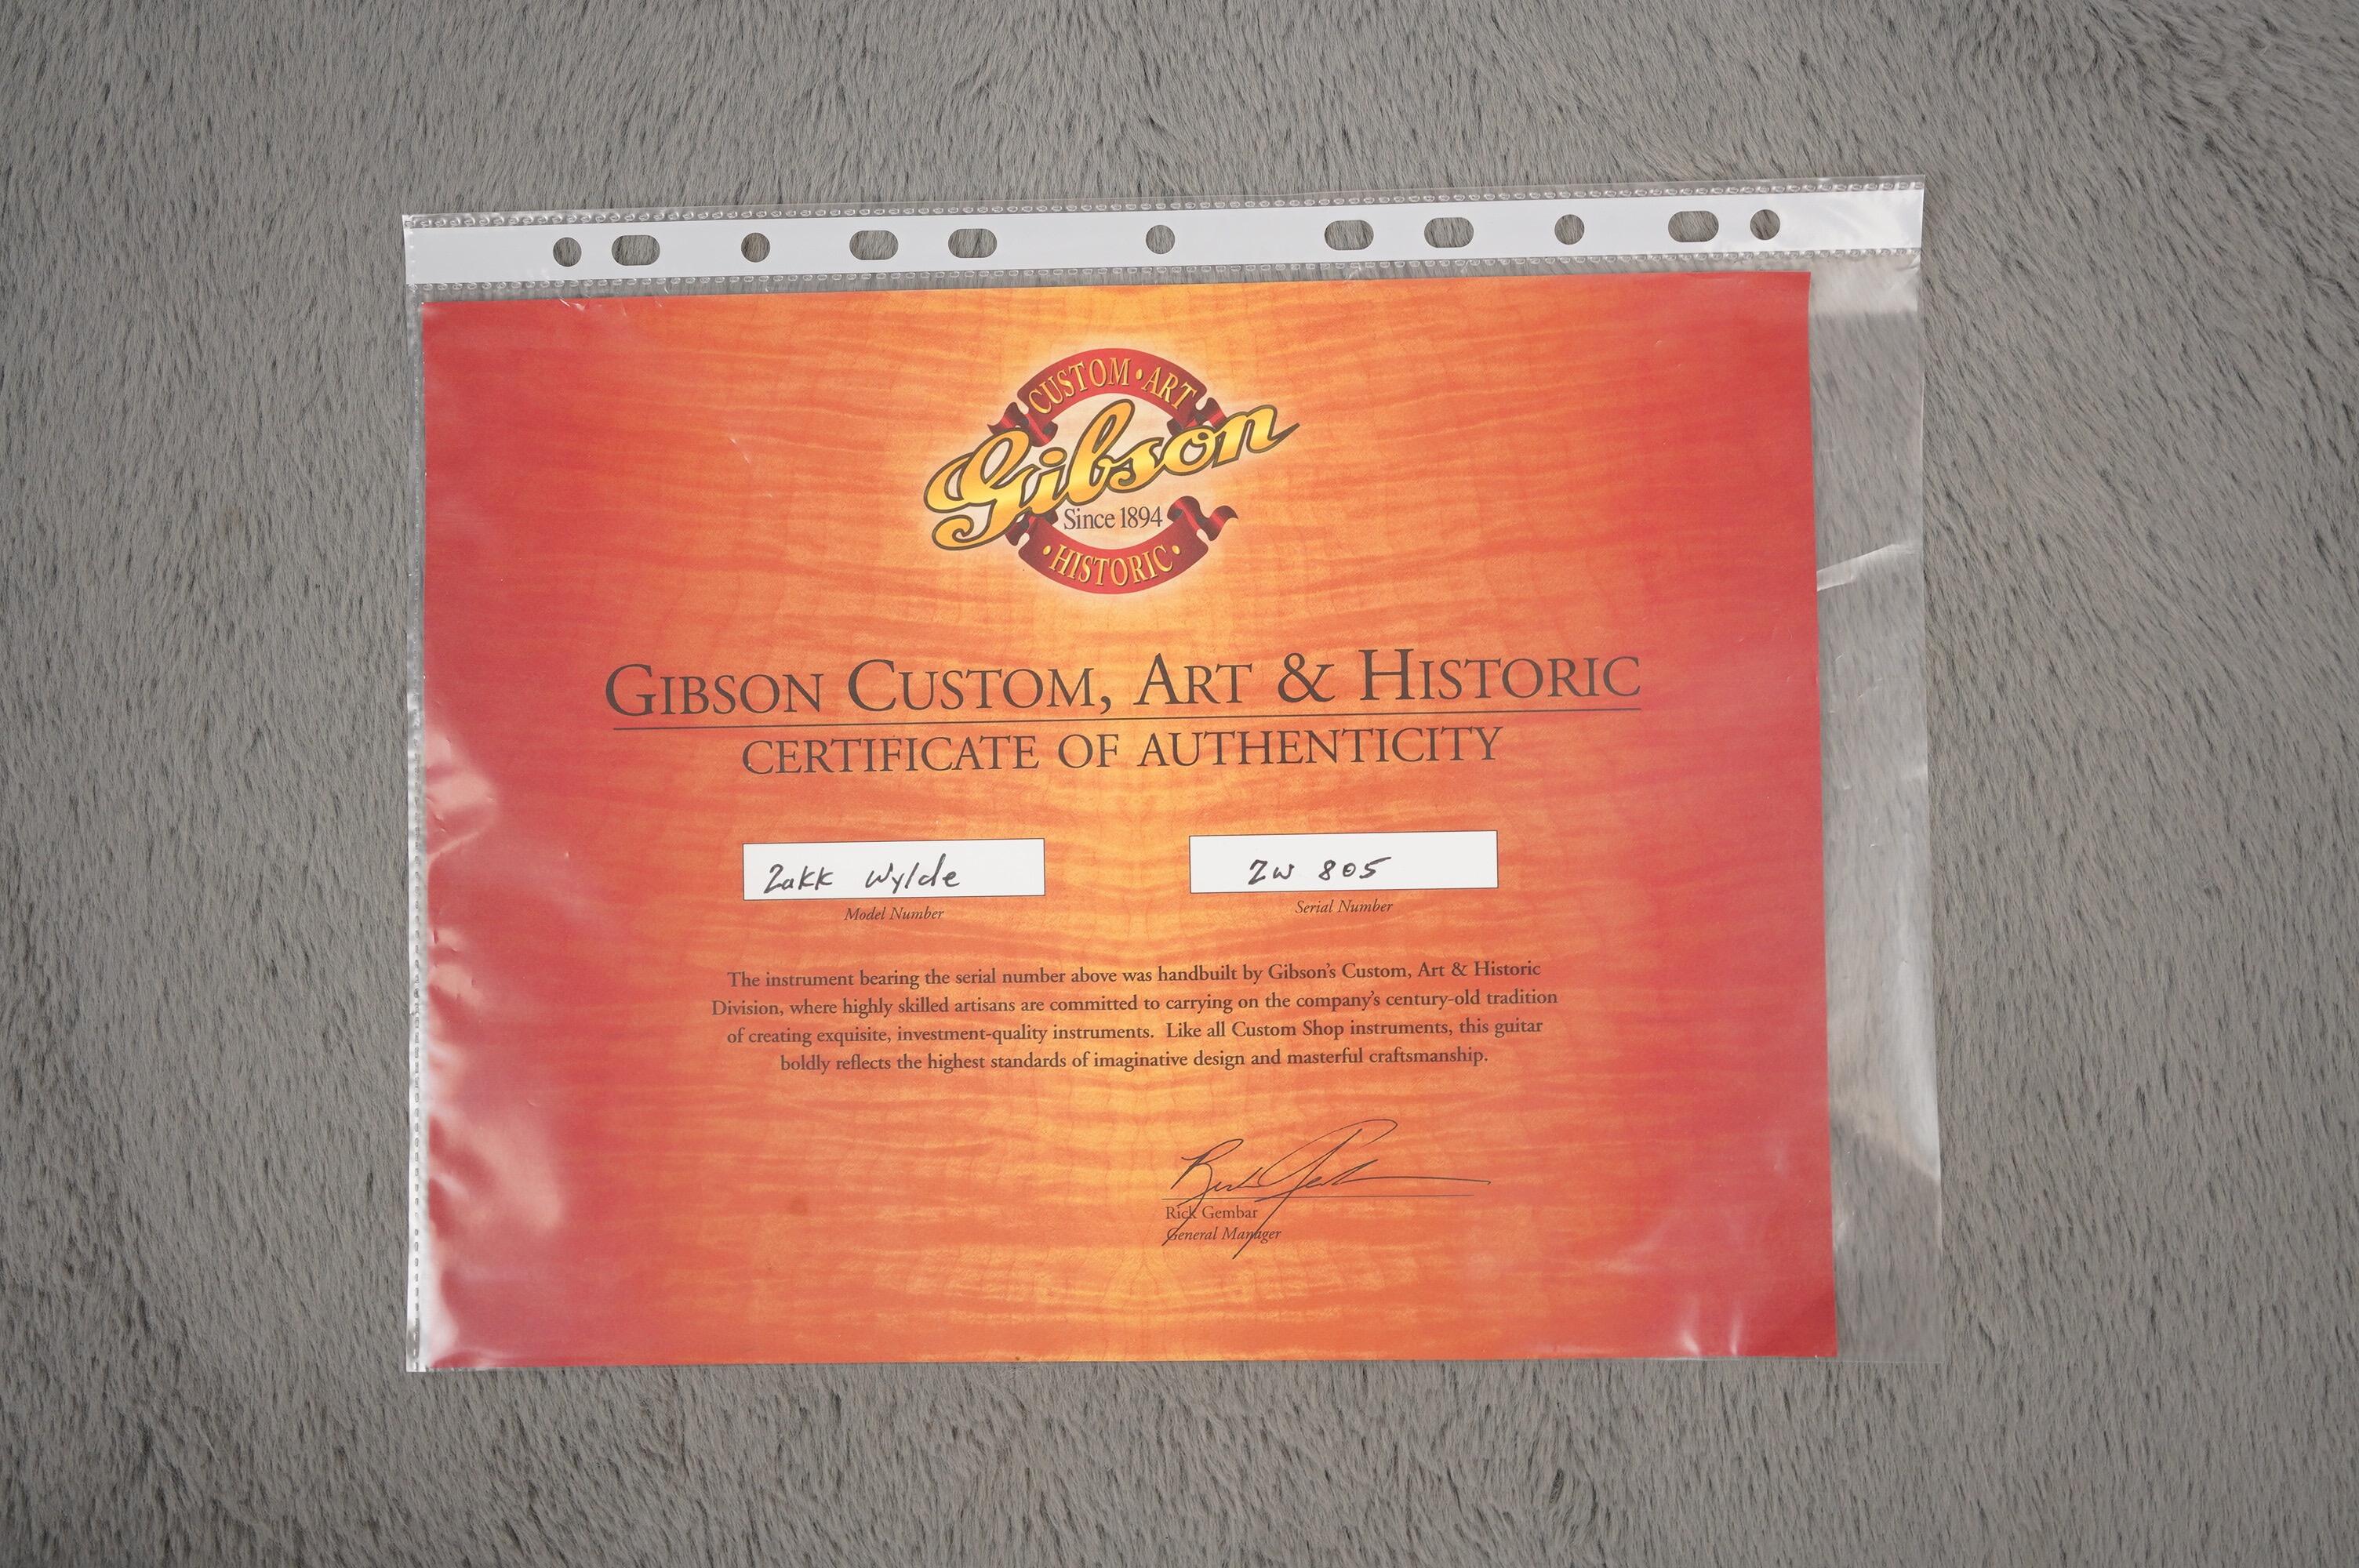 CUSTOM • ART
Gibson
Since 1894
• HISTORIC •
GIBSON CUSTOM, ART & HISTORIC
CERTIFICATE OF AUTHENTICITY
Zakk Wylde
ZW 805
Model Number
Serial Number
The instrument bearing the serial number above was handbuilt by Gibson's Custom, Art & Historic
Division, where highly skilled artisans are committed to carrying on the company's century-old tradition
of creating exquisite, investment-quality instruments. Like all Custom Shop instruments, this guitar
boldly reflects the highest standards of imaginative design and masterful craftsmanship.
Rick Gembar
General Manager